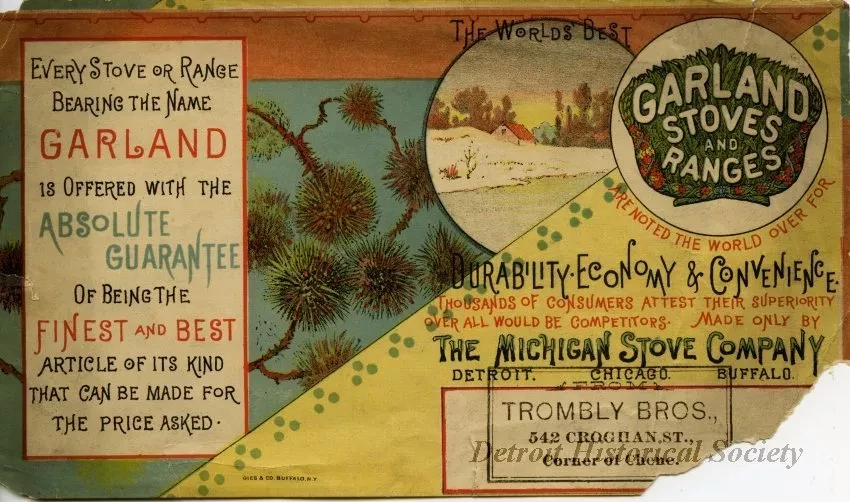 EVERY STOVE OR RANGE
BEARING THE NAME
GARLAND
IS OFFERED WITH THE
ABSOLUTE
GUARANTEE
OF BEING THE
FINEST AND BEST
ARTICLE OF ITS KIND
THAT CAN BE MADE FOR
THE PRICE ASKED.
THE WORLDS' BEST
GARLAND
STOVES
AND
RANGES
ARE NOTED THE WORLD OVER FOR
DURABILITY·ECONOMY & CONVENIENCE.
THOUSANDS OF CONSUMERS ATTEST THEIR SUPERIORITY
OVER ALL WOULD BE COMPETITORS. MADE ONLY BY
THE MICHIGAN STOVE COMPANY
DETROIT. CHICAGO. BUFFALO.
FROM
TROMBLY BROS.,
542 CROGHAN ST.,
Corner of Chene.
GIES & CO. BUFFALO, N.Y.
Detroit Historical Society